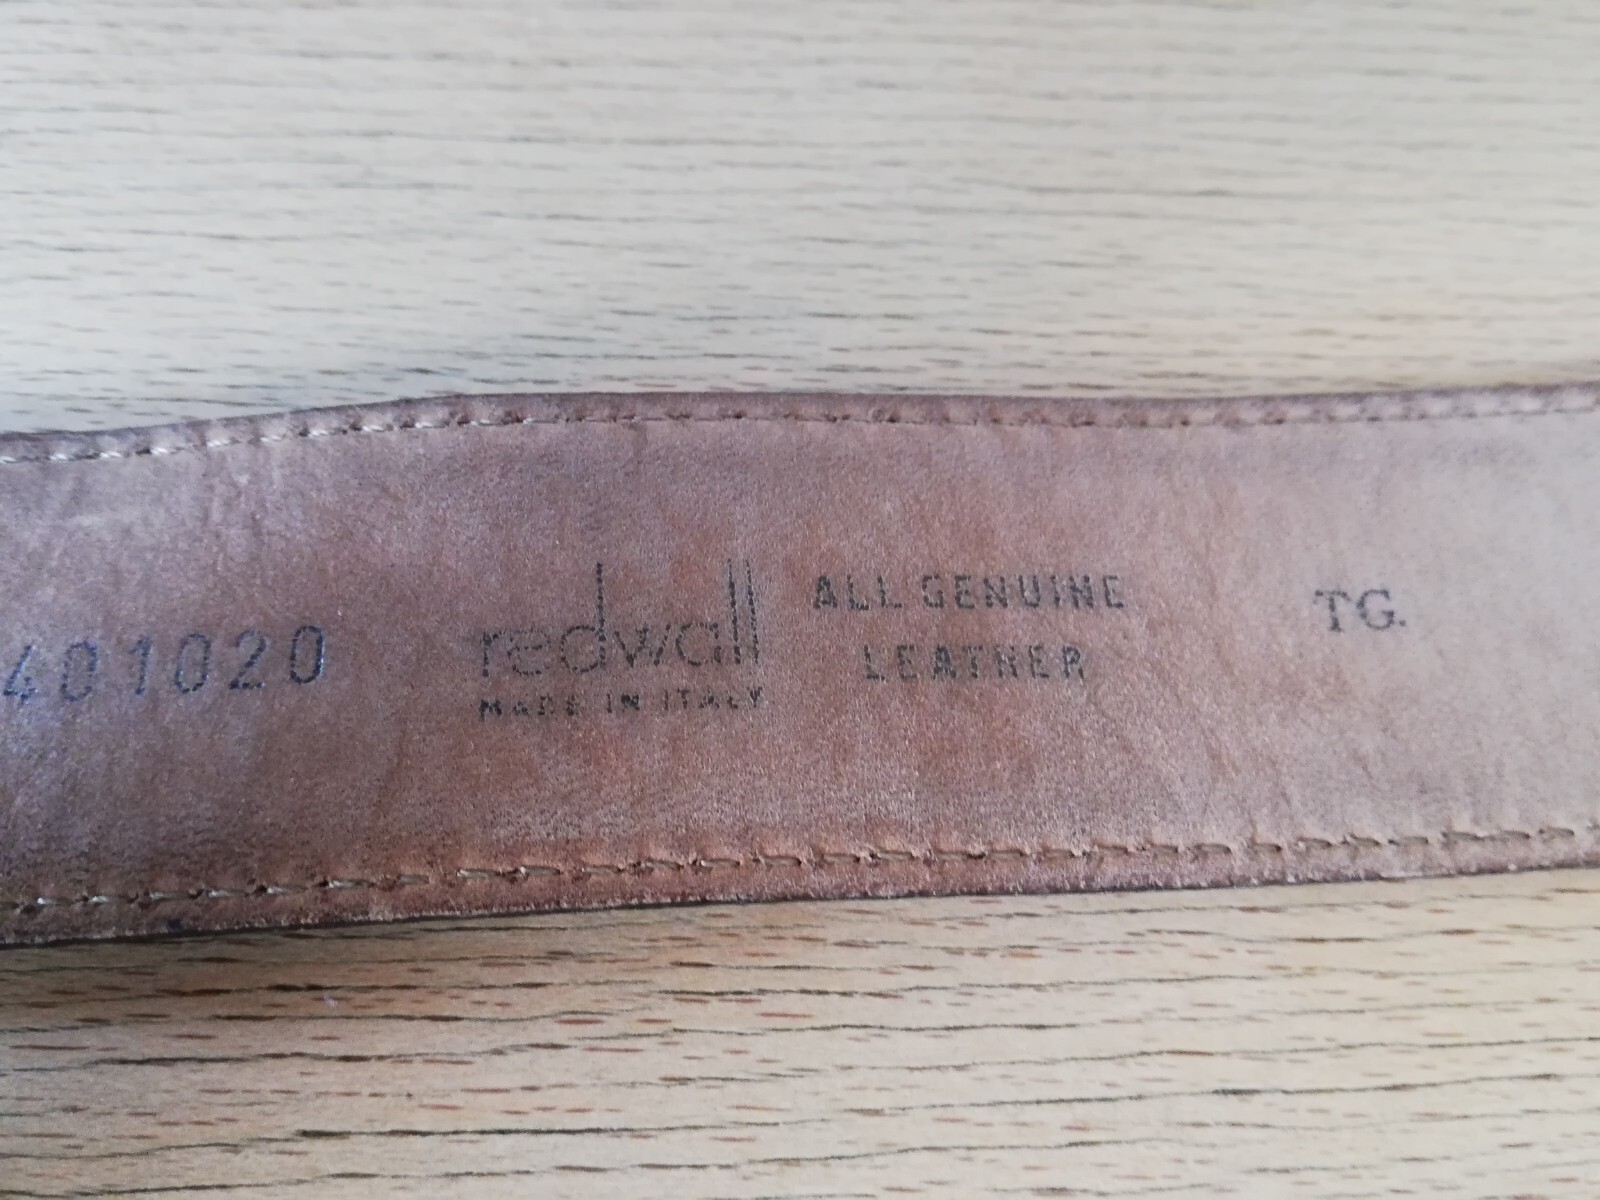 401020
redwall
MADE IN ITALY
ALL GENUINE
LEATHER
TG.